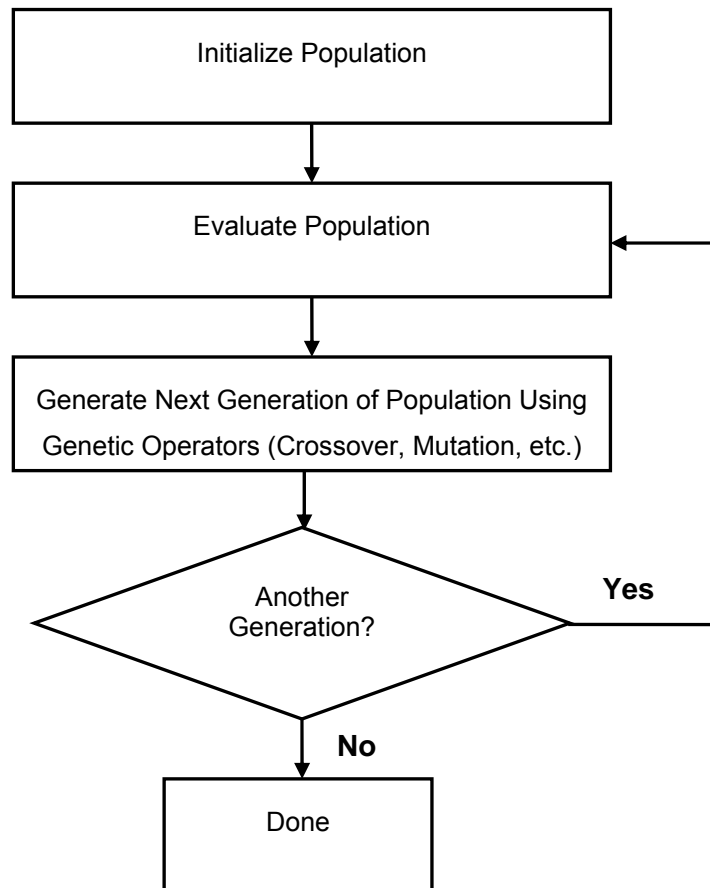 Initialize Population
Evaluate Population
Generate Next Generation of Population Using
Genetic Operators (Crossover, Mutation, etc.)
Another
Generation?
Yes
No
Done